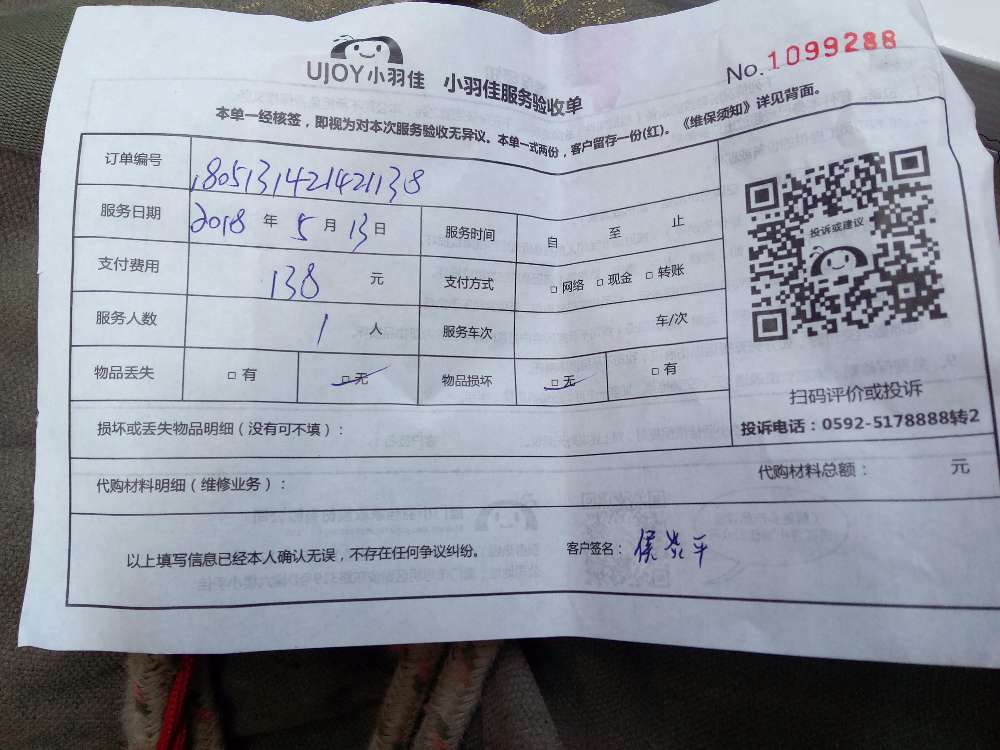 UJOY小羽佳 小羽佳服务验收单 No.1099288
本单一经核签，即视为对本次服务验收无异议。本单一式两份，客户留存一份(红)。《维保须知》详见背面。
订单编号 1805131421421138
服务日期 2018 年 5 月 13 日 服务时间 自 至 止
支付费用 138 元 支付方式 □ 网络 □ 现金 □ 转账
服务人数 1 人 服务车次 车/次
物品丢失 □ 有 □ 无 物品损坏 □ 无 □ 有
损坏或丢失物品明细（没有可不填）：
代购材料明细（维修业务）： 代购材料总额： 元
以上填写信息已经本人确认无误，不存在任何争议纠纷。 客户签名：
投诉或建议
扫码评价或投诉
投诉电话：0592-5178888转2